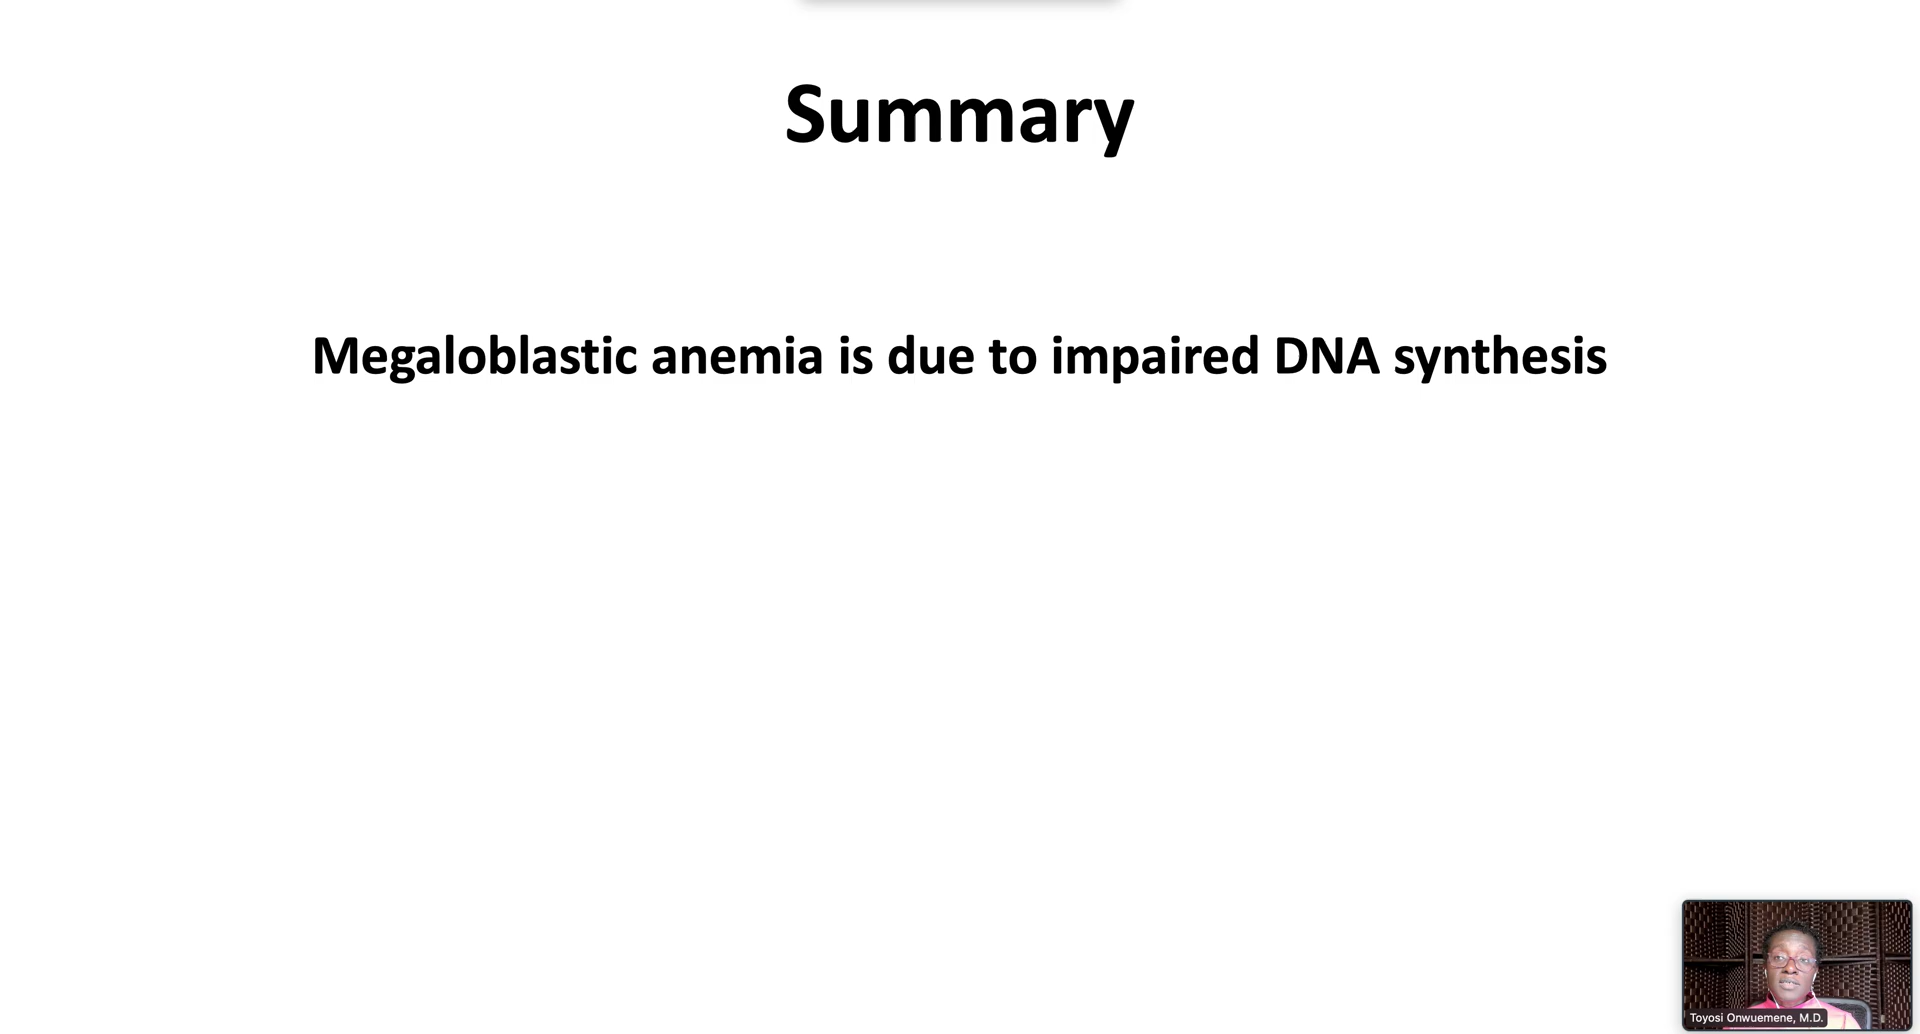 Summary
Megaloblastic anemia is due to impaired DNA synthesis
Toyosi Onwuemene, M.D.